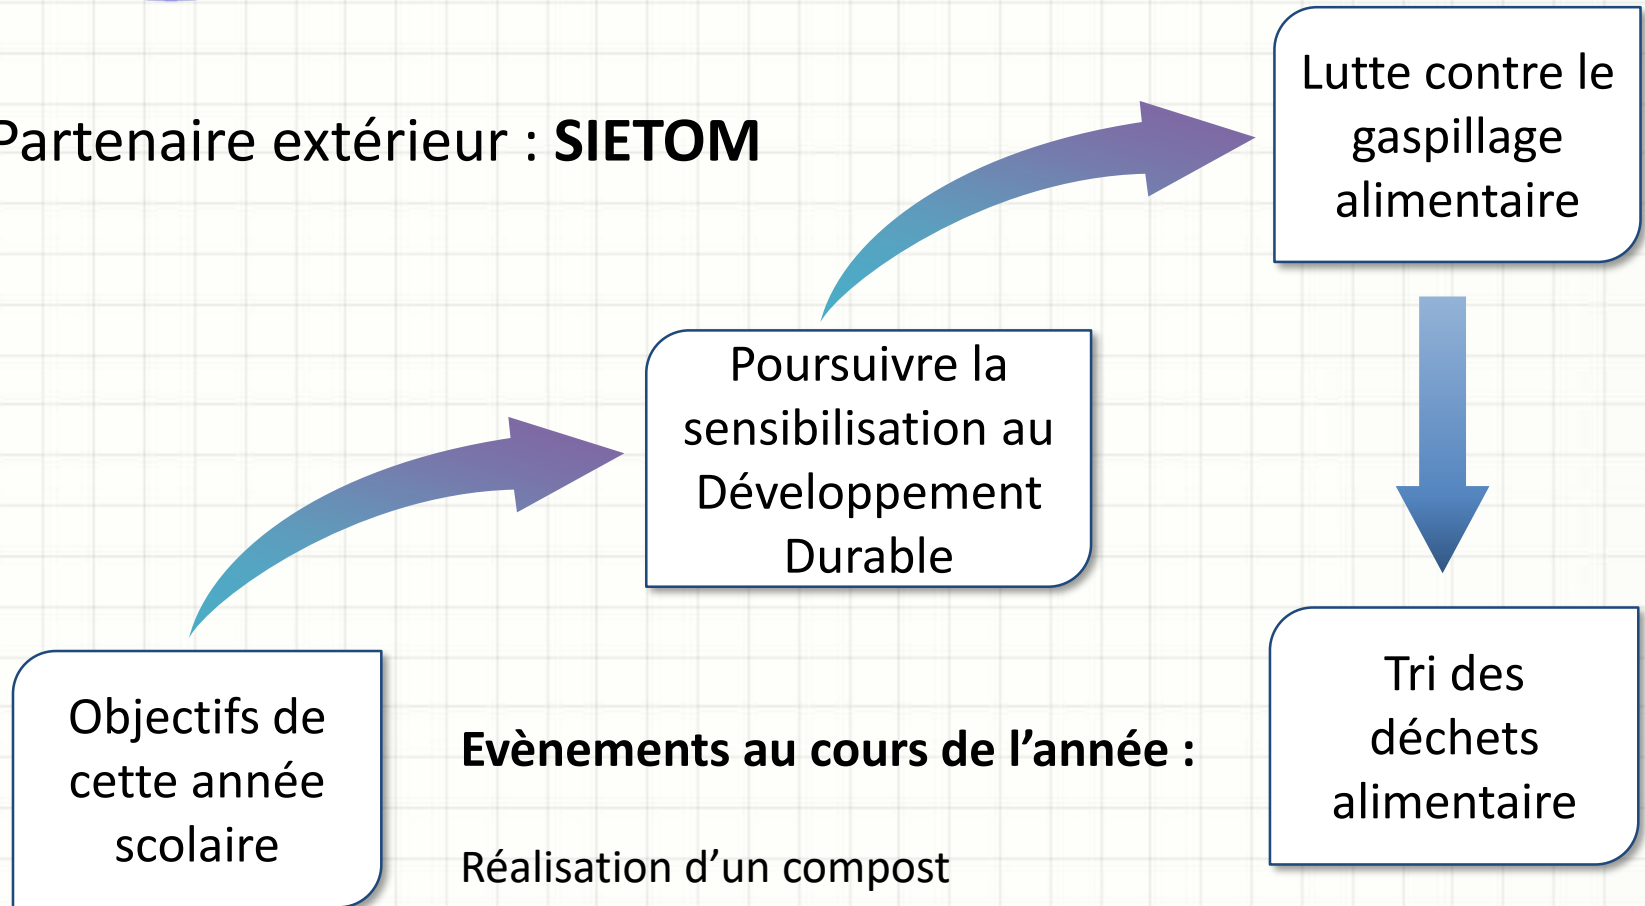 Partenaire extérieur : SIETOM
Lutte contre le
gaspillage
alimentaire
Poursuivre la
sensibilisation au
Développement
Durable
Objectifs de
cette année
scolaire
Evènements au cours de l’année :
Réalisation d’un compost
Tri des
déchets
alimentaire